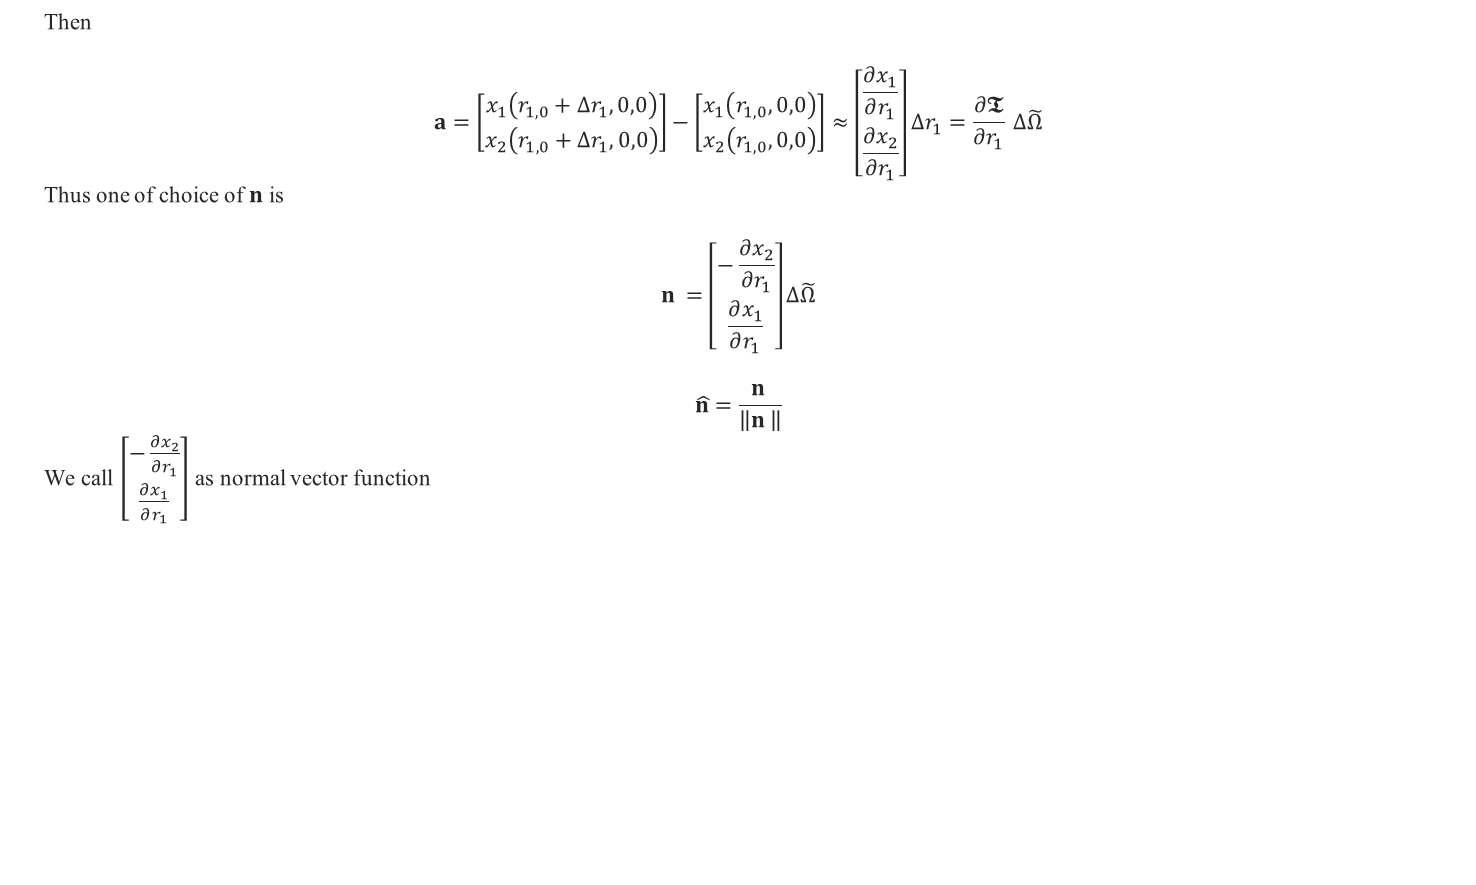 Then
𝐚 = [x₁(r₁,₀ + Δr₁, 0,0) ; x₂(r₁,₀ + Δr₁, 0,0)] − [x₁(r₁,₀, 0,0) ; x₂(r₁,₀, 0,0)] ≈ [∂x₁/∂r₁ ; ∂x₂/∂r₁] Δr₁ = ∂𝕿/∂r₁ ΔΩ̃
Thus one of choice of 𝐧 is
𝐧 = [−∂x₂/∂r₁ ; ∂x₁/∂r₁] ΔΩ̃
𝐧̂ = 𝐧/‖𝐧 ‖
We call [−∂x₂/∂r₁ ; ∂x₁/∂r₁] as normal vector function